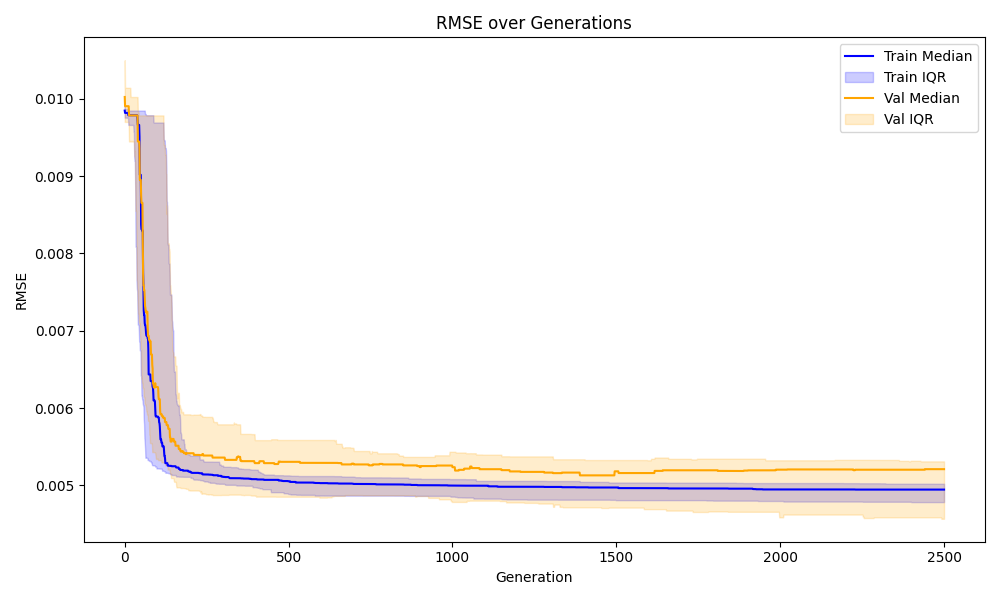 RMSE over Generations
Train Median
Train IQR
Val Median
Val IQR
RMSE
0.010
0.009
0.008
0.007
0.006
0.005
0
500
1000
1500
2000
2500
Generation